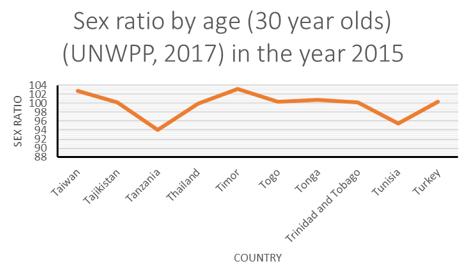 Sex ratio by age (30 year olds)
(UNWPP, 2017) in the year 2015
SEX RATIO
104
102
100
98
96
94
92
90
88
Taiwan
Tajikistan
Tanzania
Thailand
Timor
Togo
Tonga
Trinidad and Tobago
Tunisia
Turkey
COUNTRY